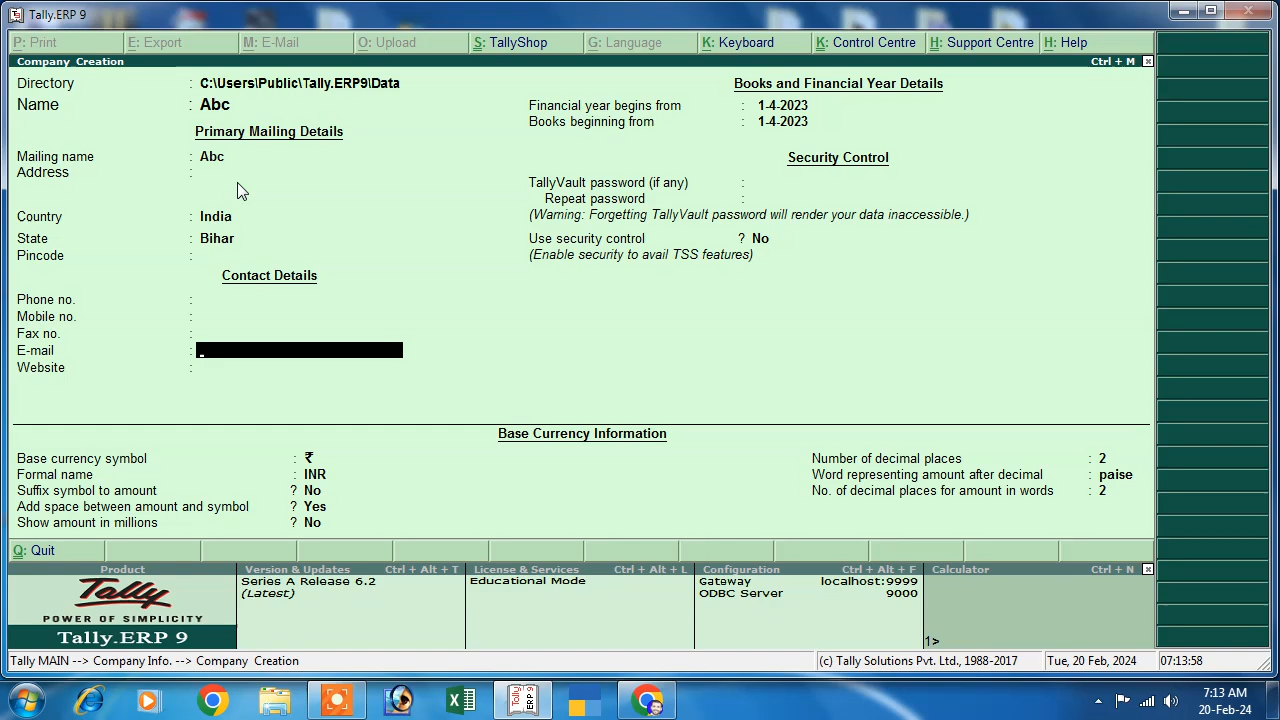 Tally.ERP 9
P: Print E: Export M: E-Mail O: Upload S: TallyShop G: Language K: Keyboard K: Control Centre H: Support Centre H: Help
Company Creation Ctrl + M
Directory : C:\Users\Public\Tally.ERP9\Data
Name : Abc
Primary Mailing Details
Mailing name : Abc
Address :
Country : India
State : Bihar
Pincode :
Contact Details
Phone no. :
Mobile no. :
Fax no. :
E-mail :
Website :
Books and Financial Year Details
Financial year begins from : 1-4-2023
Books beginning from : 1-4-2023
Security Control
TallyVault password (if any) :
Repeat password :
(Warning: Forgetting TallyVault password will render your data inaccessible.)
Use security control ? No
(Enable security to avail TSS features)
Base Currency Information
Base currency symbol : ₹
Formal name : INR
Suffix symbol to amount ? No
Add space between amount and symbol ? Yes
Show amount in millions ? No
Number of decimal places : 2
Word representing amount after decimal : paise
No. of decimal places for amount in words : 2
Q: Quit
Product
Tally
POWER OF SIMPLICITY
Tally.ERP 9
Version & Updates Ctrl + Alt + T
Series A Release 6.2
(Latest)
License & Services Ctrl + Alt + L
Educational Mode
Configuration Ctrl + Alt + F
Gateway localhost:9999
ODBC Server 9000
Calculator Ctrl + N
1>
Tally MAIN --> Company Info. --> Company Creation (c) Tally Solutions Pvt. Ltd., 1988-2017 Tue, 20 Feb, 2024 07:13:58
Tally
ERP 9
7:13 AM
20-Feb-24